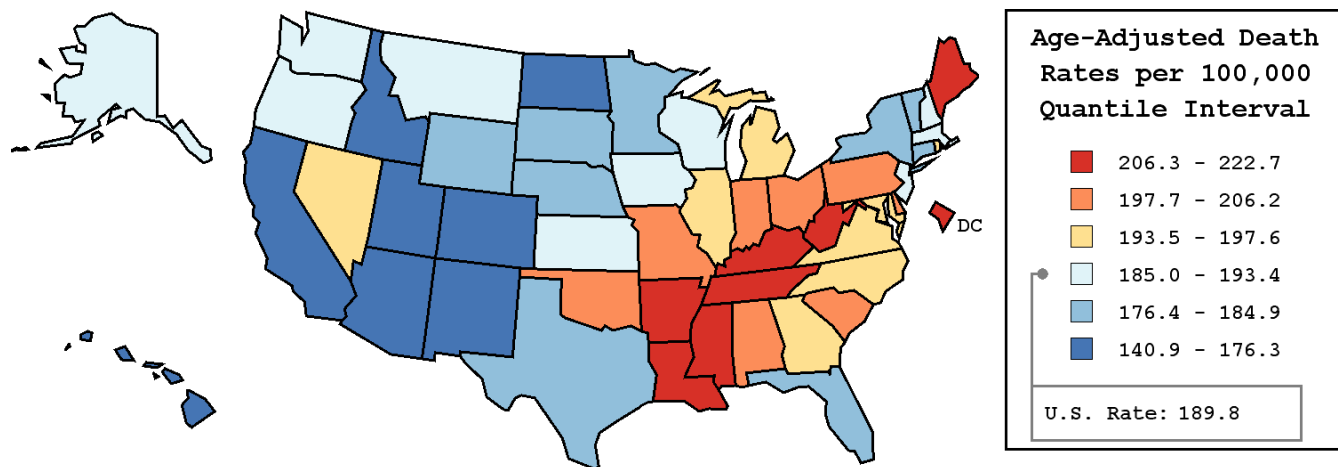 Age-Adjusted Death
Rates per 100,000
Quantile Interval
206.3 - 222.7
197.7 - 206.2
193.5 - 197.6
185.0 - 193.4
176.4 - 184.9
140.9 - 176.3
U.S. Rate: 189.8
DC